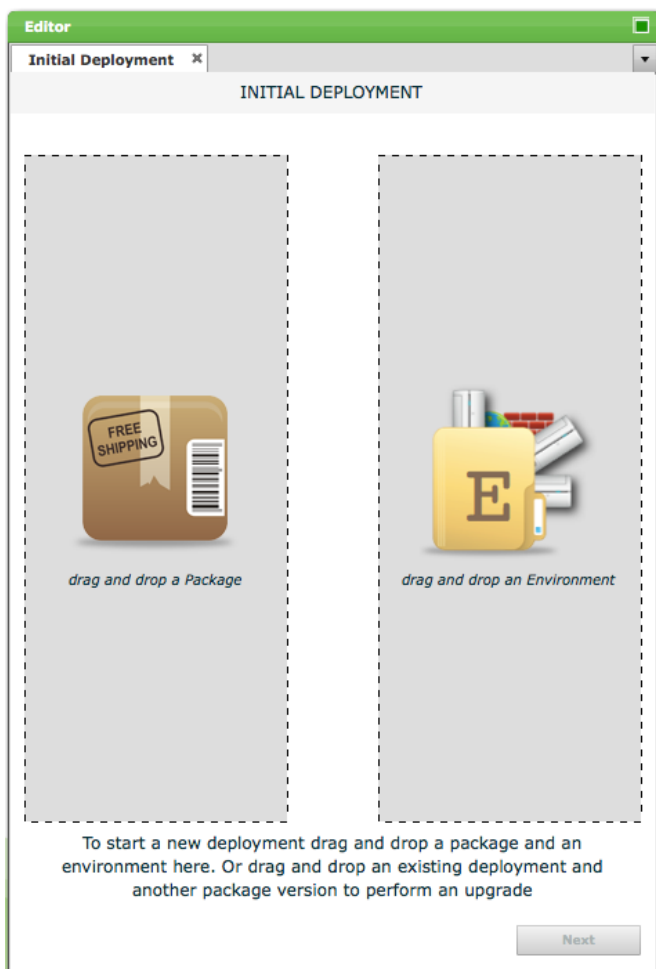 Editor
Initial Deployment
INITIAL DEPLOYMENT
FREE
SHIPPING
E
drag and drop a Package
drag and drop an Environment
To start a new deployment drag and drop a package and an
environment here. Or drag and drop an existing deployment and
another package version to perform an upgrade
Next